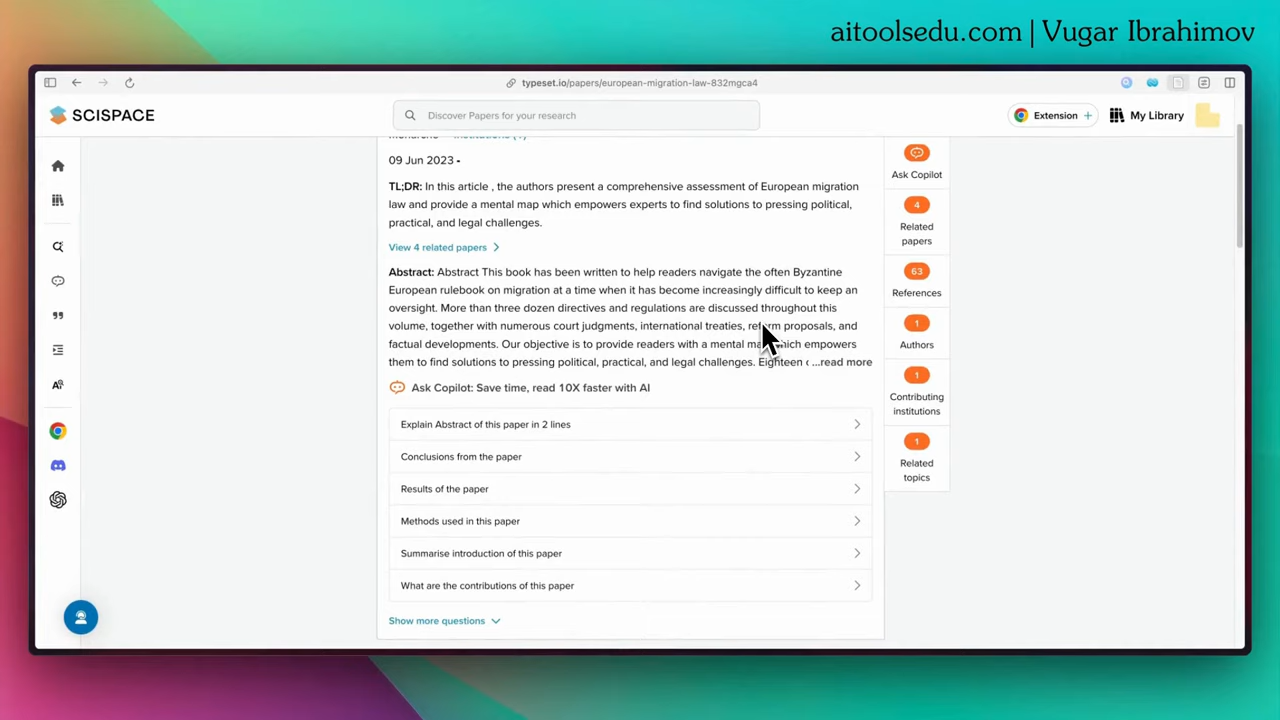 aitoolsedu.com | Vugar Ibrahimov
typeset.io/papers/european-migration-law-832mgca4
SCISPACE
Discover Papers for your research
Extension +
My Library
09 Jun 2023 -
TL;DR: In this article , the authors present a comprehensive assessment of European migration
law and provide a mental map which empowers experts to find solutions to pressing political,
practical, and legal challenges.
View 4 related papers
Abstract: Abstract This book has been written to help readers navigate the often Byzantine
European rulebook on migration at a time when it has become increasingly difficult to keep an
oversight. More than three dozen directives and regulations are discussed throughout this
volume, together with numerous court judgments, international treaties, reform proposals, and
factual developments. Our objective is to provide readers with a mental map which empowers
them to find solutions to pressing political, practical, and legal challenges. Eighteen ...read more
Ask Copilot: Save time, read 10X faster with AI
Explain Abstract of this paper in 2 lines
Conclusions from the paper
Results of the paper
Methods used in this paper
Summarise introduction of this paper
What are the contributions of this paper
Show more questions
Ask Copilot
4
Related
papers
63
References
1
Authors
1
Contributing
institutions
1
Related
topics